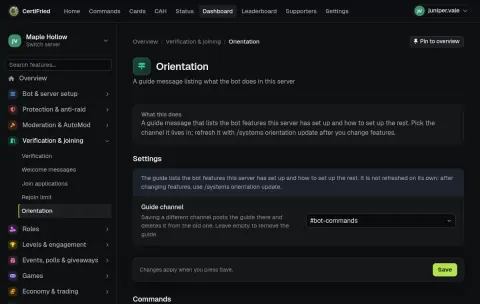 CertiFried
Home Commands Cards CAH Status Dashboard Leaderboard Supporters Settings
JV juniper.vale
JV Maple Hollow
Switch server
Search features...
Overview
Bot & server setup
Protection & anti-raid
Moderation & AutoMod
Verification & joining
Verification
Welcome messages
Join applications
Rejoin limit
Orientation
Roles
Levels & engagement
Events, polls & giveaways
Games
Economy & trading
Overview / Verification & joining / Orientation
Pin to overview
Orientation
A guide message listing what the bot does in this server
What this does
A guide message that lists the bot features this server has set up and how to set up the rest. Pick the
channel it lives in; refresh it with /systems orientation update after you change features.
Settings
The guide lists the bot features this server has set up and how to set up the rest. It is not refreshed on its own: after
changing features, use /systems orientation update.
Guide channel
Saving a different channel posts the guide there and
deletes it from the old one. Leave empty to remove the
guide
#bot-commands
Changes apply when you press Save.
Save
Commands